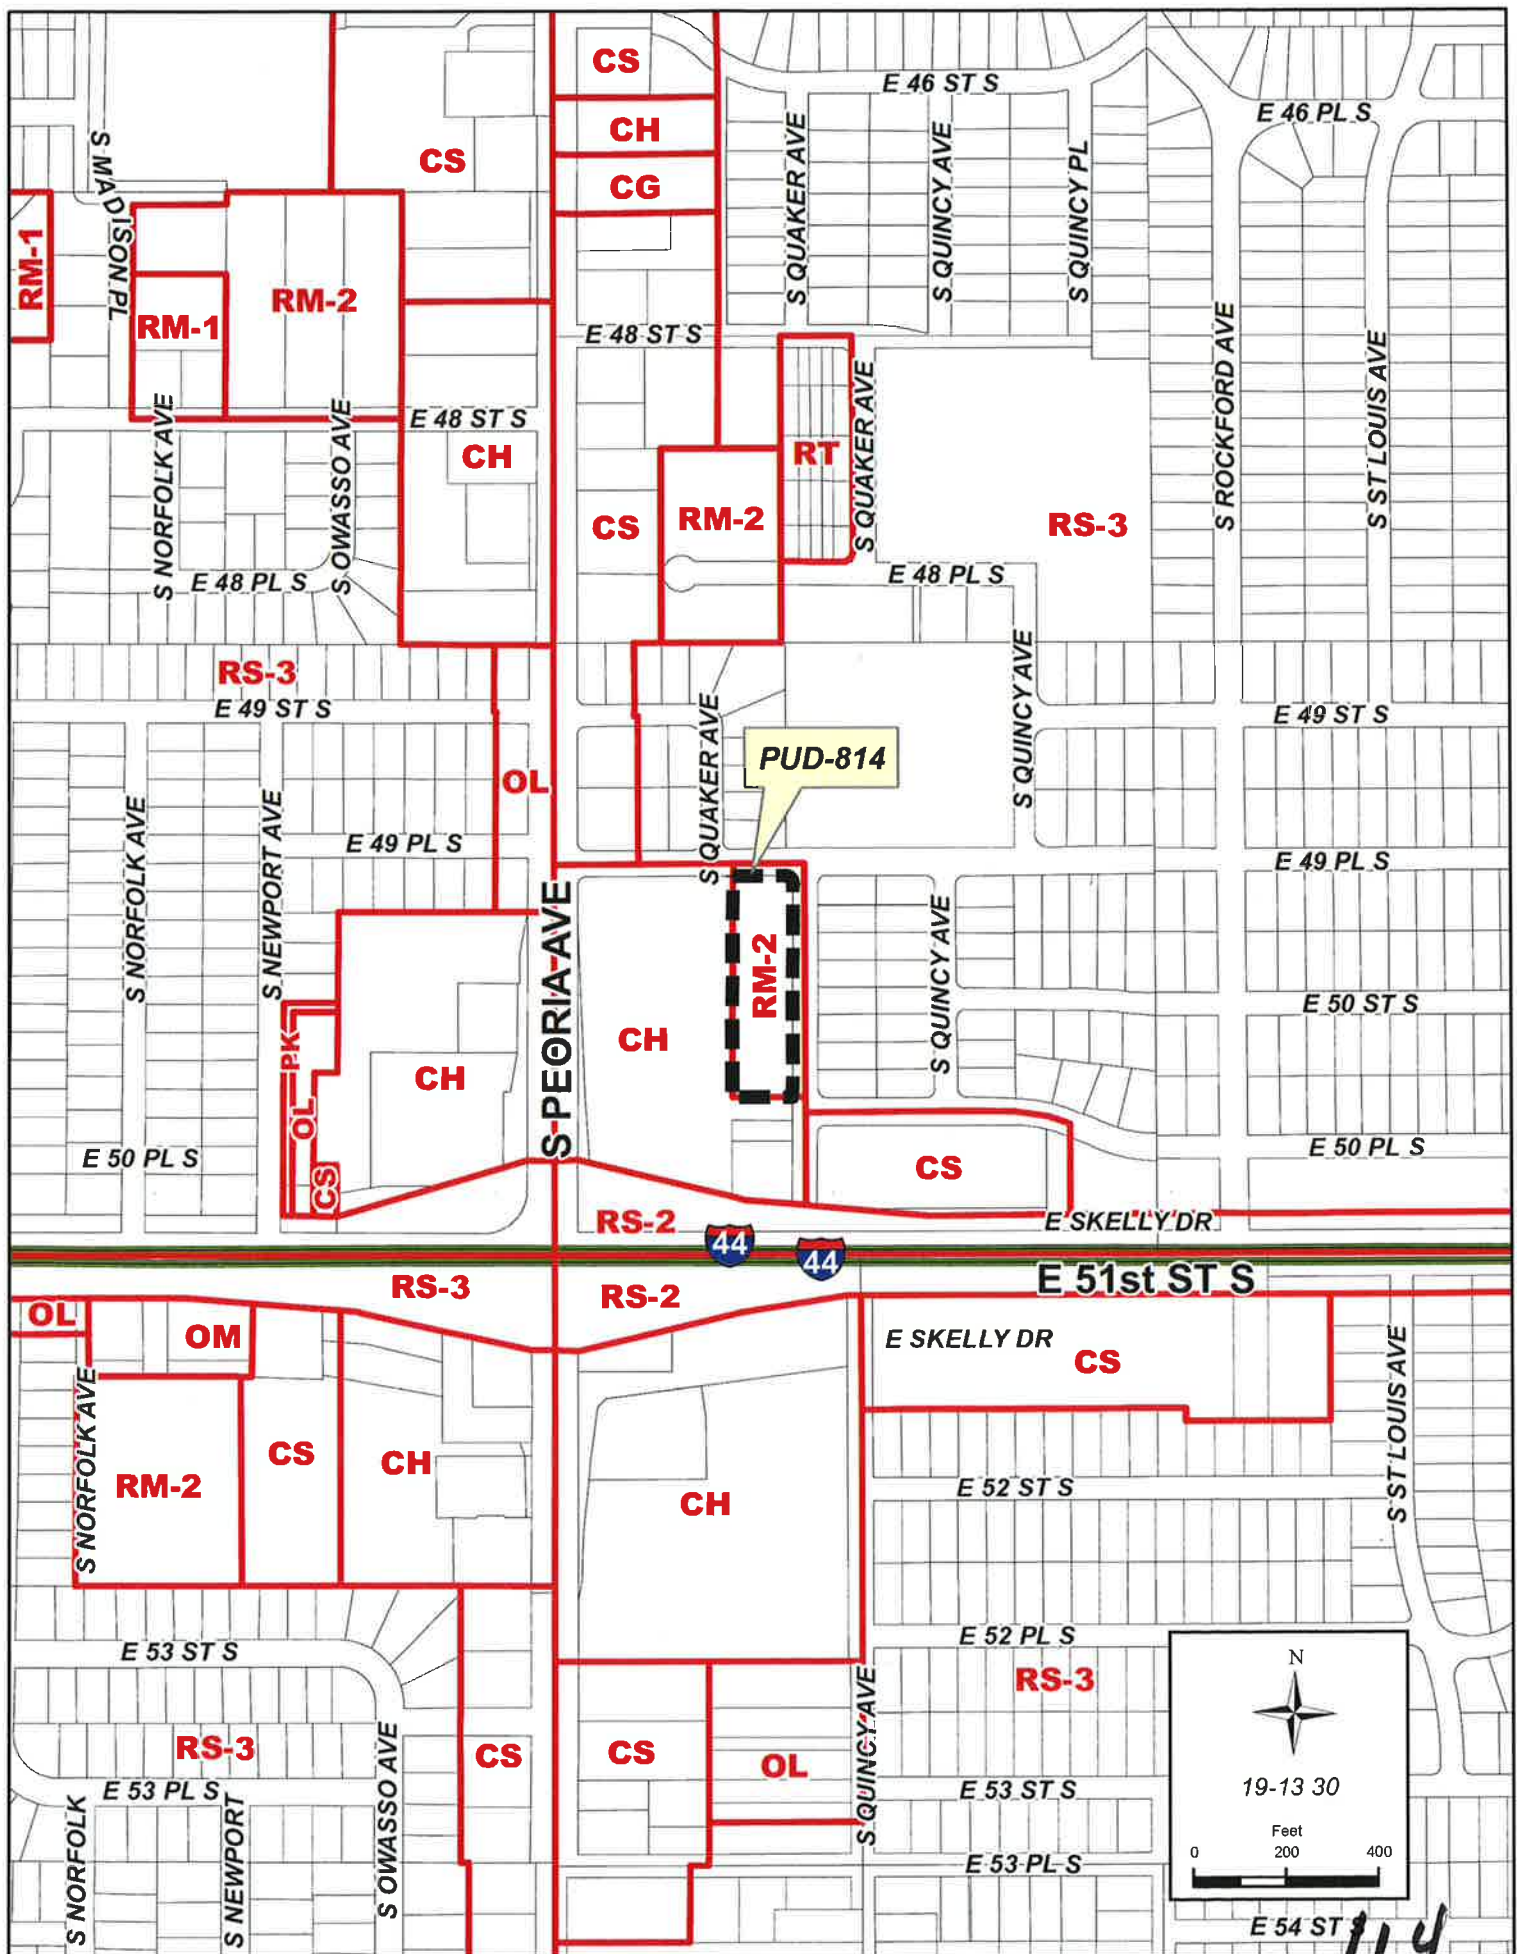 CS
E 46 ST S
E 46 PL S
CH
CS
CG
S MADISON PL
S QUAKER AVE
S QUINCY AVE
S QUINCY PL
RM-1
RM-2
RM-1
E 48 ST S
S ROCKFORD AVE
S ST LOUIS AVE
E 48 ST S
S NORFOLK AVE
S OWASSO AVE
CH
RT
S QUAKER AVE
CS
RM-2
RS-3
E 48 PL S
E 48 PL S
RS-3
E 49 ST S
S QUINCY AVE
E 49 ST S
S QUAKER AVE
PUD-814
OL
S NORFOLK AVE
S NEWPORT AVE
E 49 PL S
E 49 PL S
S PEORIA AVE
RM-2
S QUINCY AVE
E 50 ST S
PK
CH
CH
OL
E 50 PL S
CS
CS
E 50 PL S
RS-2
E SKELLY DR
44
44
RS-3
RS-2
E 51st ST S
OL
OM
E SKELLY DR
CS
S NORFOLK AVE
S ST LOUIS AVE
CS
CH
RM-2
E 52 ST S
CH
E 53 ST S
E 52 PL S
RS-3
N
RS-3
S OWASSO AVE
CS
CS
OL
S QUINCY AVE
E 53 PL S
E 53 ST S
19-13 30
S NORFOLK
S NEWPORT
Feet
0 200 400
E 53 PL S
E 54 ST